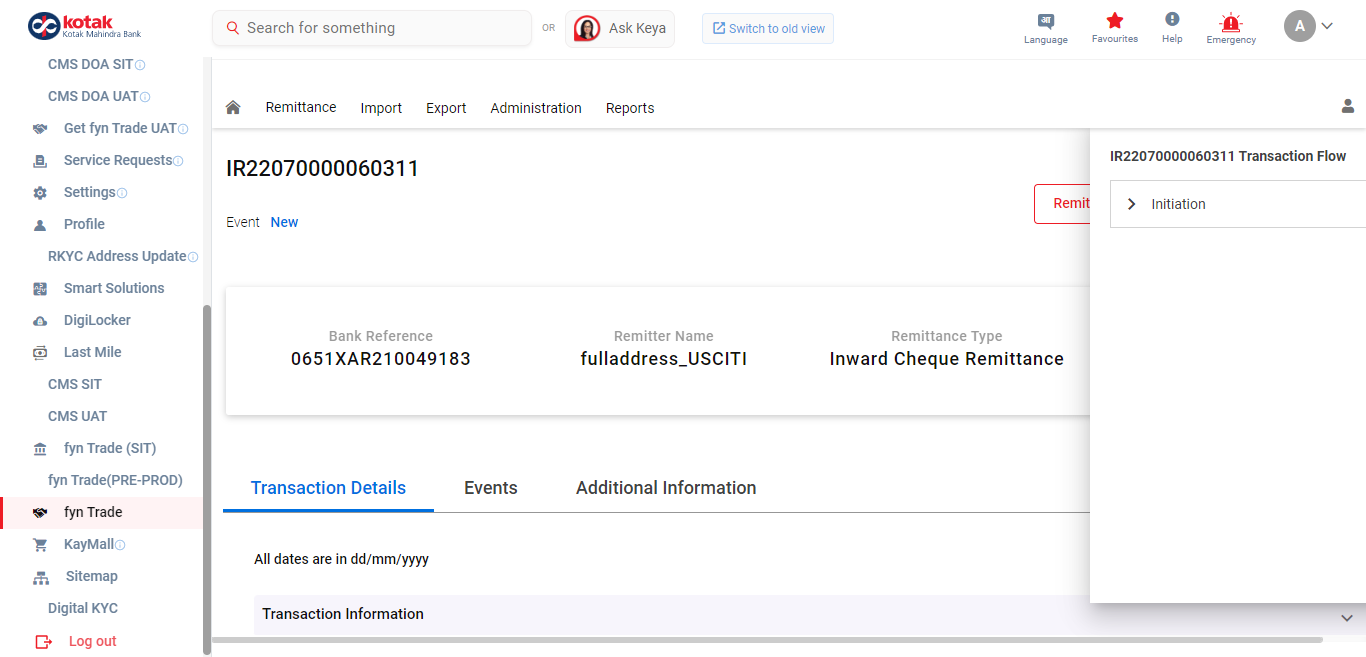 kotak
Kotak Mahindra Bank
Search for something
OR
Ask Keya
Switch to old view
अा
Language
Favourites
Help
Emergency
A
CMS DOA SIT
CMS DOA UAT
Get fyn Trade UAT
Service Requests
Settings
Profile
RKYC Address Update
Smart Solutions
DigiLocker
Last Mile
CMS SIT
CMS UAT
fyn Trade (SIT)
fyn Trade(PRE-PROD)
fyn Trade
KayMall
Sitemap
Digital KYC
Log out
Remittance
Import
Export
Administration
Reports
IR22070000060311
Event New
Remit
Bank Reference
0651XAR210049183
Remitter Name
fulladdress_USCITI
Remittance Type
Inward Cheque Remittance
Transaction Details
Events
Additional Information
All dates are in dd/mm/yyyy
Transaction Information
IR22070000060311 Transaction Flow
Initiation